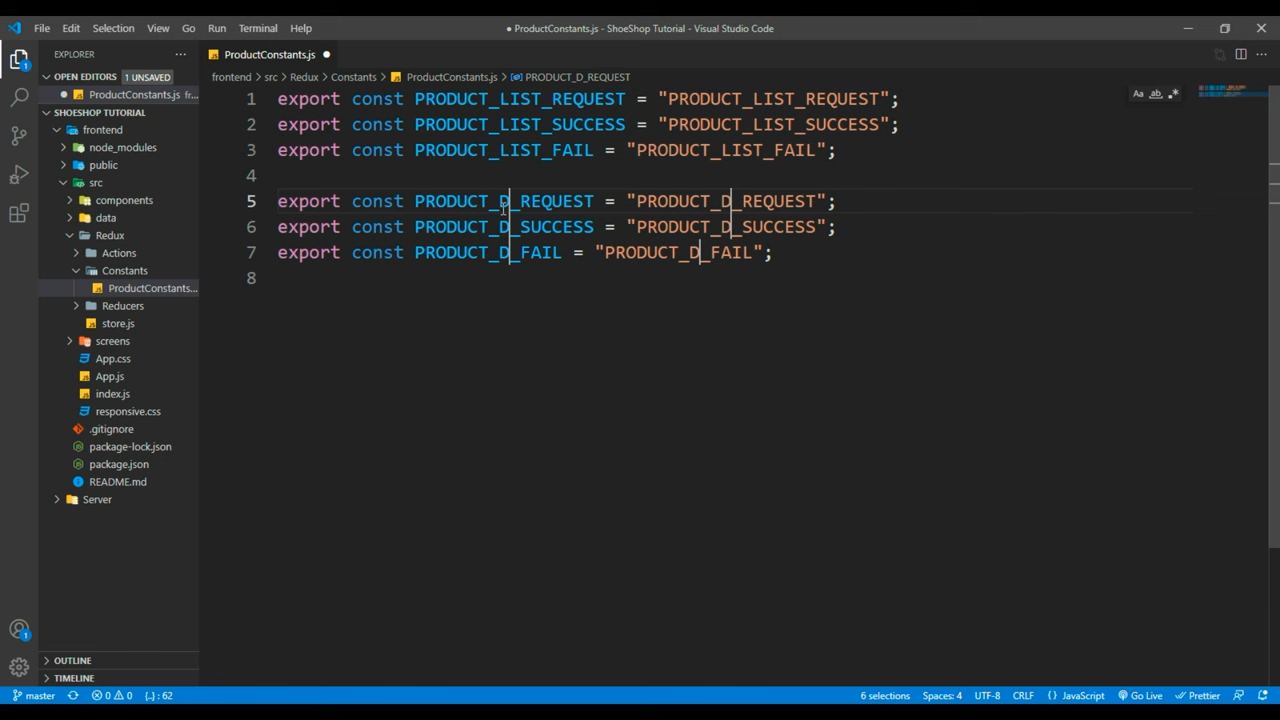 File Edit Selection View Go Run Terminal Help
● ProductConstants.js - ShoeShop Tutorial - Visual Studio Code
EXPLORER
OPEN EDITORS 1 UNSAVED
ProductConstants.js
SHOESHOP TUTORIAL
frontend
node_modules
public
src
components
data
Redux
Actions
Constants
ProductConstants...
Reducers
store.js
screens
App.css
App.js
index.js
responsive.css
.gitignore
package-lock.json
package.json
README.md
Server
OUTLINE
TIMELINE
ProductConstants.js
frontend > src > Redux > Constants > ProductConstants.js > PRODUCT_D_REQUEST
1 export const PRODUCT_LIST_REQUEST = "PRODUCT_LIST_REQUEST";
2 export const PRODUCT_LIST_SUCCESS = "PRODUCT_LIST_SUCCESS";
3 export const PRODUCT_LIST_FAIL = "PRODUCT_LIST_FAIL";
4
5 export const PRODUCT_D_REQUEST = "PRODUCT_D_REQUEST";
6 export const PRODUCT_D_SUCCESS = "PRODUCT_D_SUCCESS";
7 export const PRODUCT_D_FAIL = "PRODUCT_D_FAIL";
8
Aa ab .*
1
1
master 0 0 {..} : 62 6 selections Spaces: 4 UTF-8 CRLF {} JavaScript Go Live Prettier